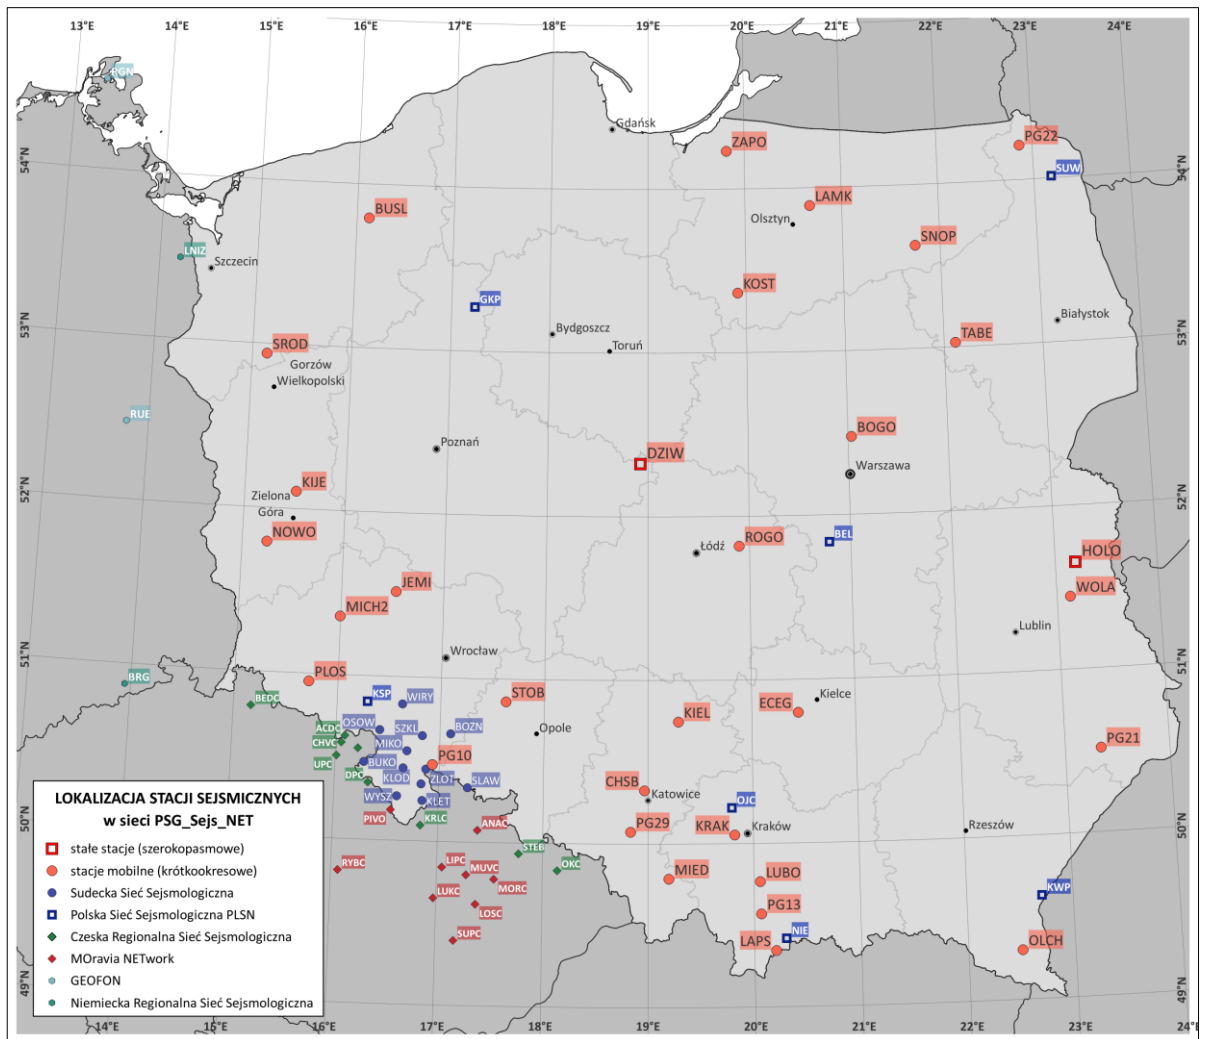 13°E 14°E 15°E 16°E 17°E 18°E 19°E 20°E 21°E 22°E 23°E 24°E
RGN
Gdańsk
ZAPO
PG22
54°N
54°N
SUW
BUSL
LAMK
Olsztyn
SNOP
LNIZ
Szczecin
KOST
GKP
Białystok
53°N
53°N
Bydgoszcz
TABE
SROD
Toruń
Gorzów
Wielkopolski
RUE
BOGO
Poznań
DZIW
Warszawa
KIJE
52°N
52°N
Zielona
Góra
NOWO
ROGO
BEL
Łódź
HOLO
JEMI
WOLA
MICH2
Lublin
51°N
51°N
Wrocław
PLOS
BRG
KSP
WIRY
STOB
Kielce
BEDC
ECEG
KIEL
ACDC
OSOW
SZKL
BOZN
Opole
CHVC
MIKO
PG21
UPC
BUKO
PG10
DPC
KLOD
ZLOT
SLAW
CHSB
WYSZ
KLET
Katowice
OJC
PIVO
KRLC
ANAC
PG29
KRAK
Kraków
Rzeszów
50°N
50°N
STEB
RYBC
LIPC
MUVC
OKC
MIED
LUBO
LUKC
MORC
KWP
LOSC
PG13
SUPC
NIE
LAPS
OLCH
49°N
49°N
LOKALIZACJA STACJI SEJSMICZNYCH
w sieci PSG_Sejs_NET
stałe stacje (szerokopasmowe)
stacje mobilne (krótkookresowe)
Sudecka Sieć Sejsmologiczna
Polska Sieć Sejsmologiczna PLSN
Czeska Regionalna Sieć Sejsmologiczna
MOravia NETwork
GEOFON
Niemiecka Regionalna Sieć Sejsmologiczna
14°E 15°E 16°E 17°E 18°E 19°E 20°E 21°E 22°E 23°E 24°E